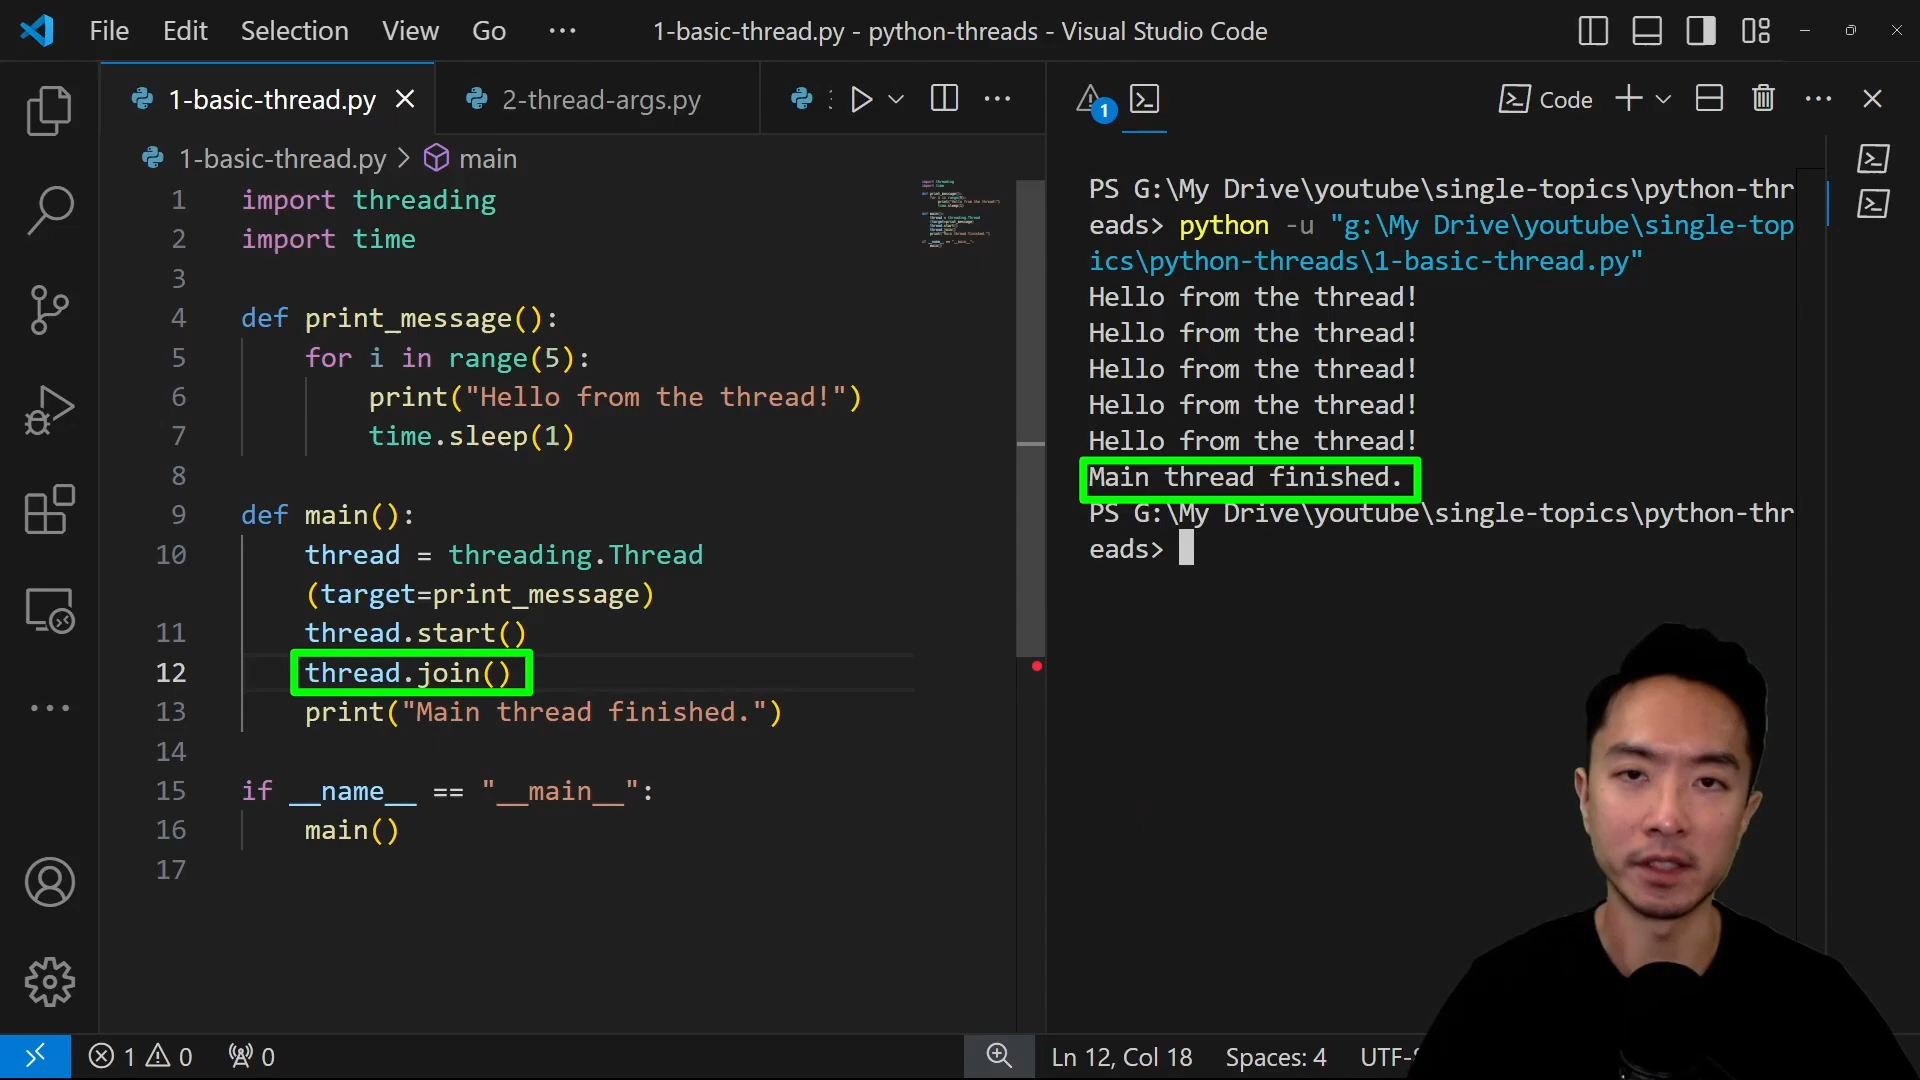 File Edit Selection View Go ··· 1-basic-thread.py - python-threads - Visual Studio Code
1-basic-thread.py 2-thread-args.py
1-basic-thread.py > main
1 import threading
2 import time
3
4 def print_message():
5 for i in range(5):
6 print("Hello from the thread!")
7 time.sleep(1)
8
9 def main():
10 thread = threading.Thread
(target=print_message)
11 thread.start()
12 thread.join()
13 print("Main thread finished.")
14
15 if __name__ == "__main__":
16 main()
17
1 Code
PS G:\My Drive\youtube\single-topics\python-thr
eads> python -u "g:\My Drive\youtube\single-top
ics\python-threads\1-basic-thread.py"
Hello from the thread!
Hello from the thread!
Hello from the thread!
Hello from the thread!
Hello from the thread!
Main thread finished.
PS G:\My Drive\youtube\single-topics\python-thr
eads>
1 0 0 Ln 12, Col 18 Spaces: 4 UTF-